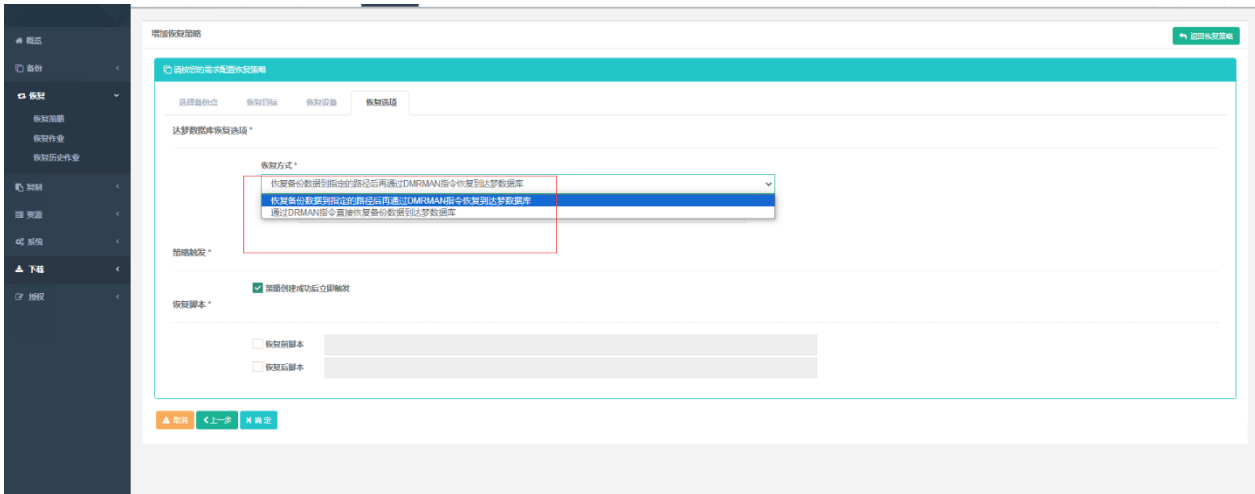 概览
增加恢复策略
返回恢复策略
备份
请按您的需求配置恢复策略
恢复
选择备份点 恢复目标 恢复设备 恢复选项
恢复策略
恢复作业
恢复历史作业
达梦数据库恢复选项 *
恢复方式 *
恢复备份数据到指定的路径后再通过DMRMAN指令恢复到达梦数据库
恢复备份数据到指定的路径后再通过DMRMAN指令恢复到达梦数据库
通过DRMAN指令直接恢复备份数据到达梦数据库
复制
资源
系统
策略触发 *
下载
策略创建成功后立即触发
授权
恢复脚本 *
恢复前脚本
恢复后脚本
取消 上一步 确定